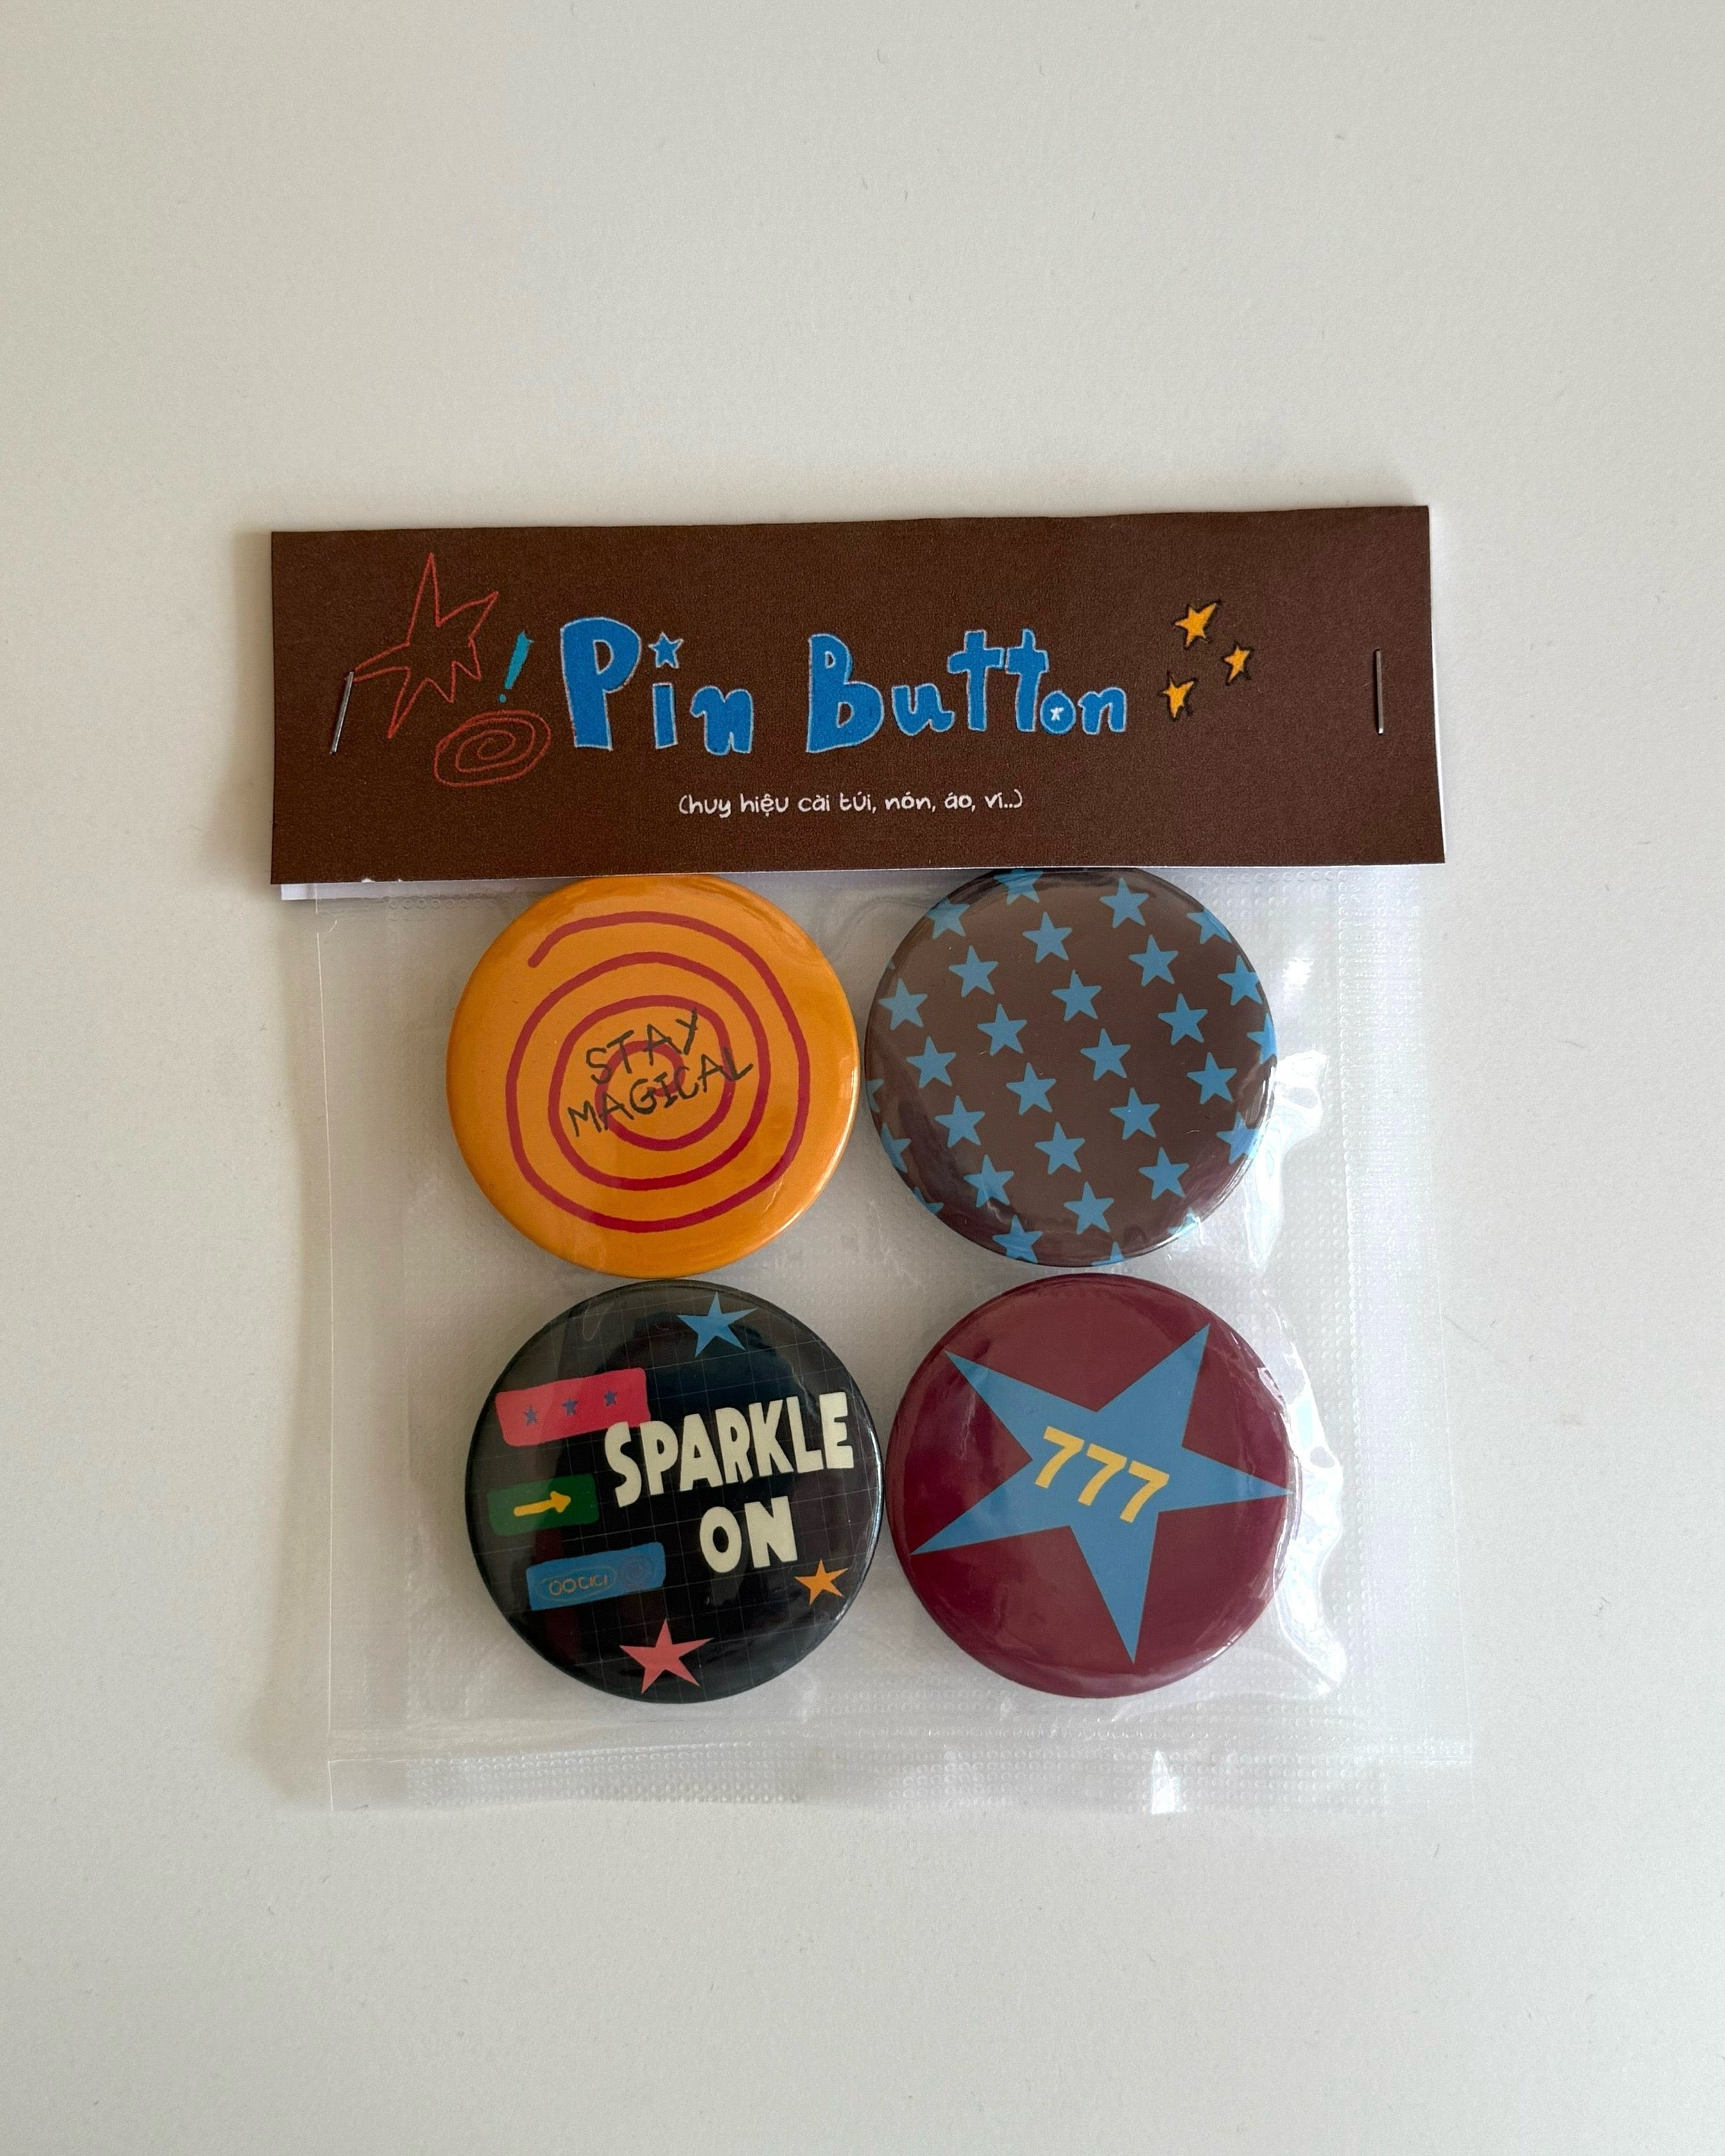 ! Pin Button
(huy hiệu cài túi, nón, áo, ví..)
STAY
MAGICAL
SPARKLE
ON
777